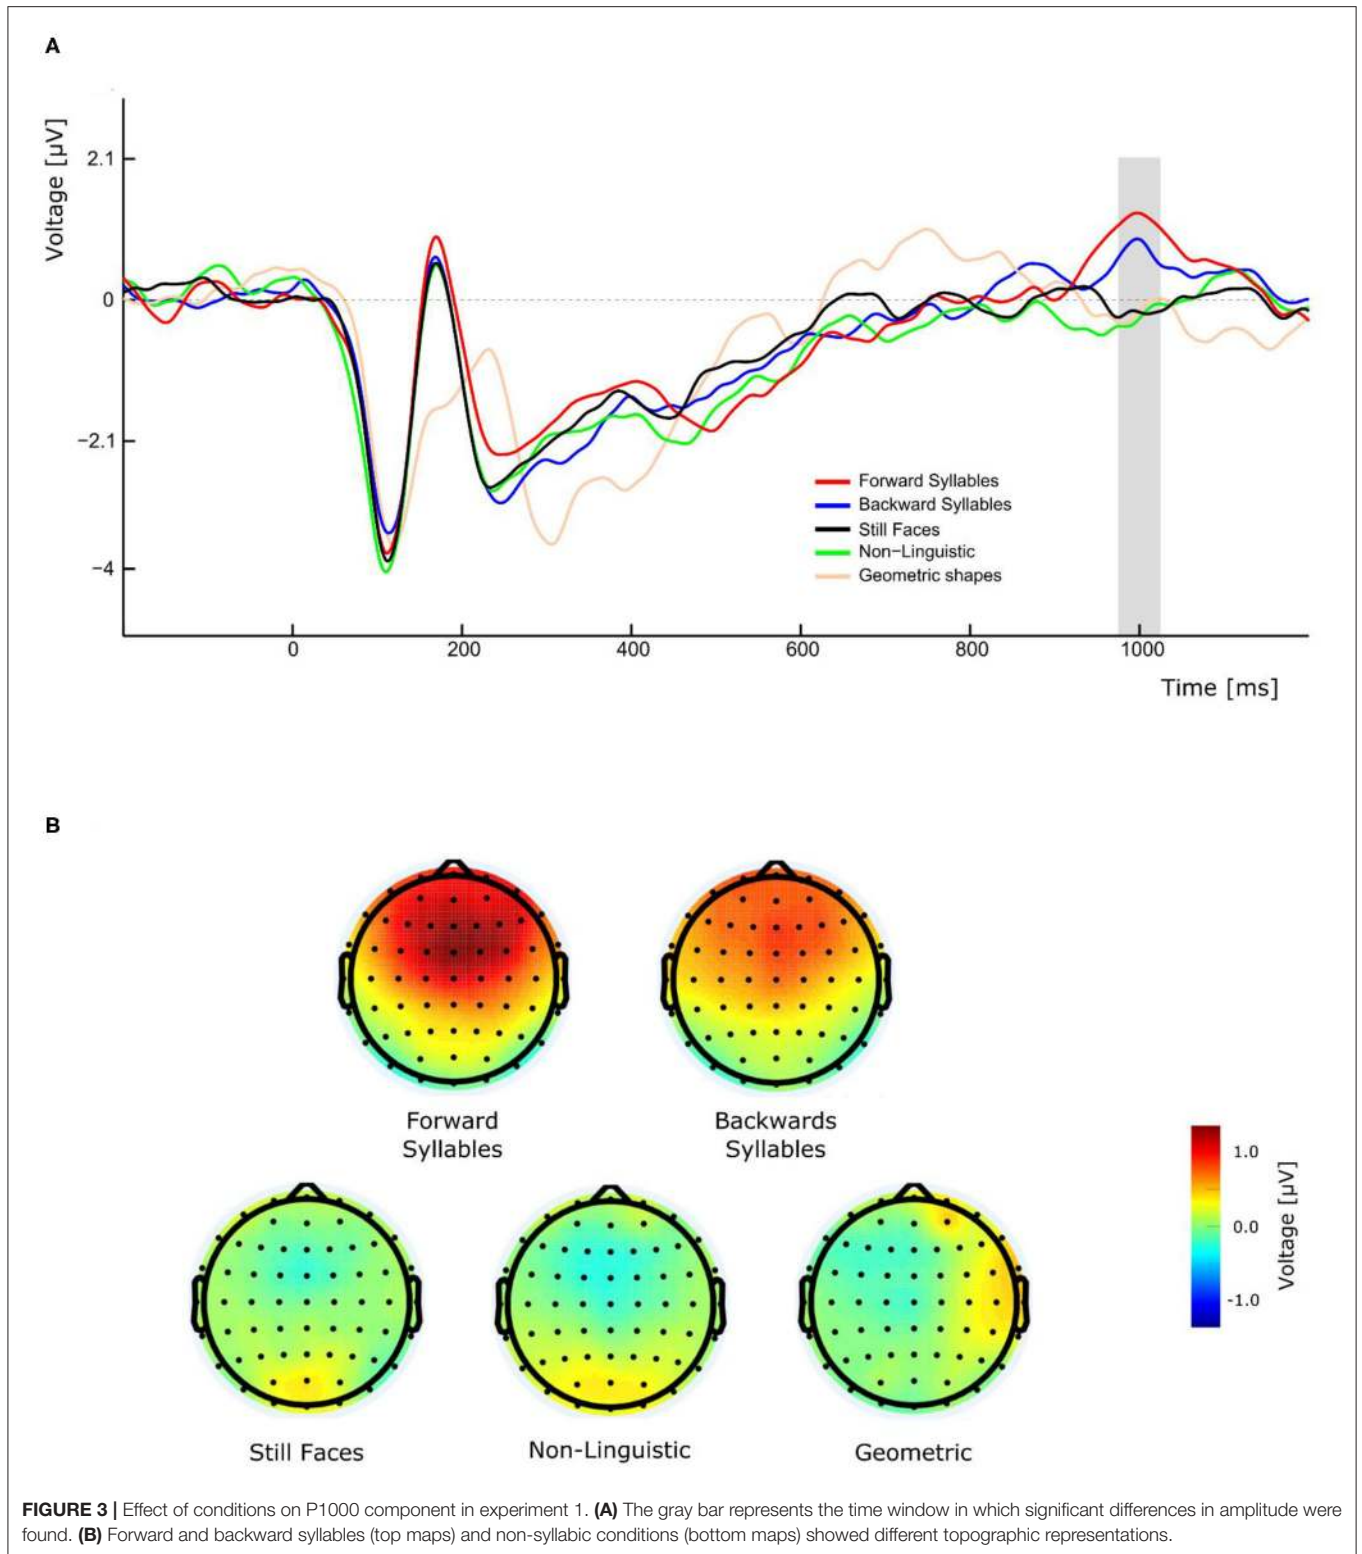 A
Voltage [µV]
2.1
0
−2.1
−4
Forward Syllables
Backward Syllables
Still Faces
Non−Linguistic
Geometric shapes
0 200 400 600 800 1000
Time [ms]
B
Forward
Syllables
Backwards
Syllables
1.0
0.0
-1.0
Voltage [µV]
Still Faces
Non-Linguistic
Geometric
FIGURE 3 | Effect of conditions on P1000 component in experiment 1. (A) The gray bar represents the time window in which significant differences in amplitude were
found. (B) Forward and backward syllables (top maps) and non-syllabic conditions (bottom maps) showed different topographic representations.